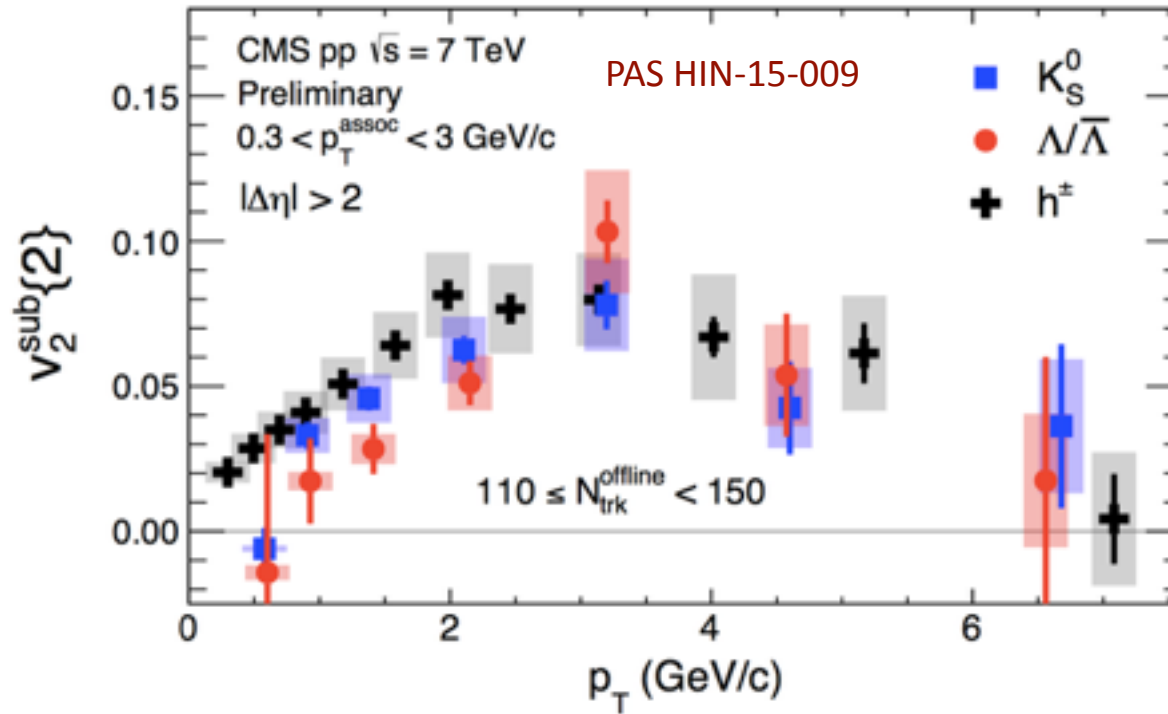 CMS pp √s = 7 TeV
Preliminary
0.3 < p_T^assoc < 3 GeV/c
|Δη| > 2
PAS HIN-15-009
K_S^0
Λ/Λ̅
h^±
110 ≤ N_trk^offline < 150
v_2^sub{2}
0.15
0.10
0.05
0.00
0 2 4 6
p_T (GeV/c)